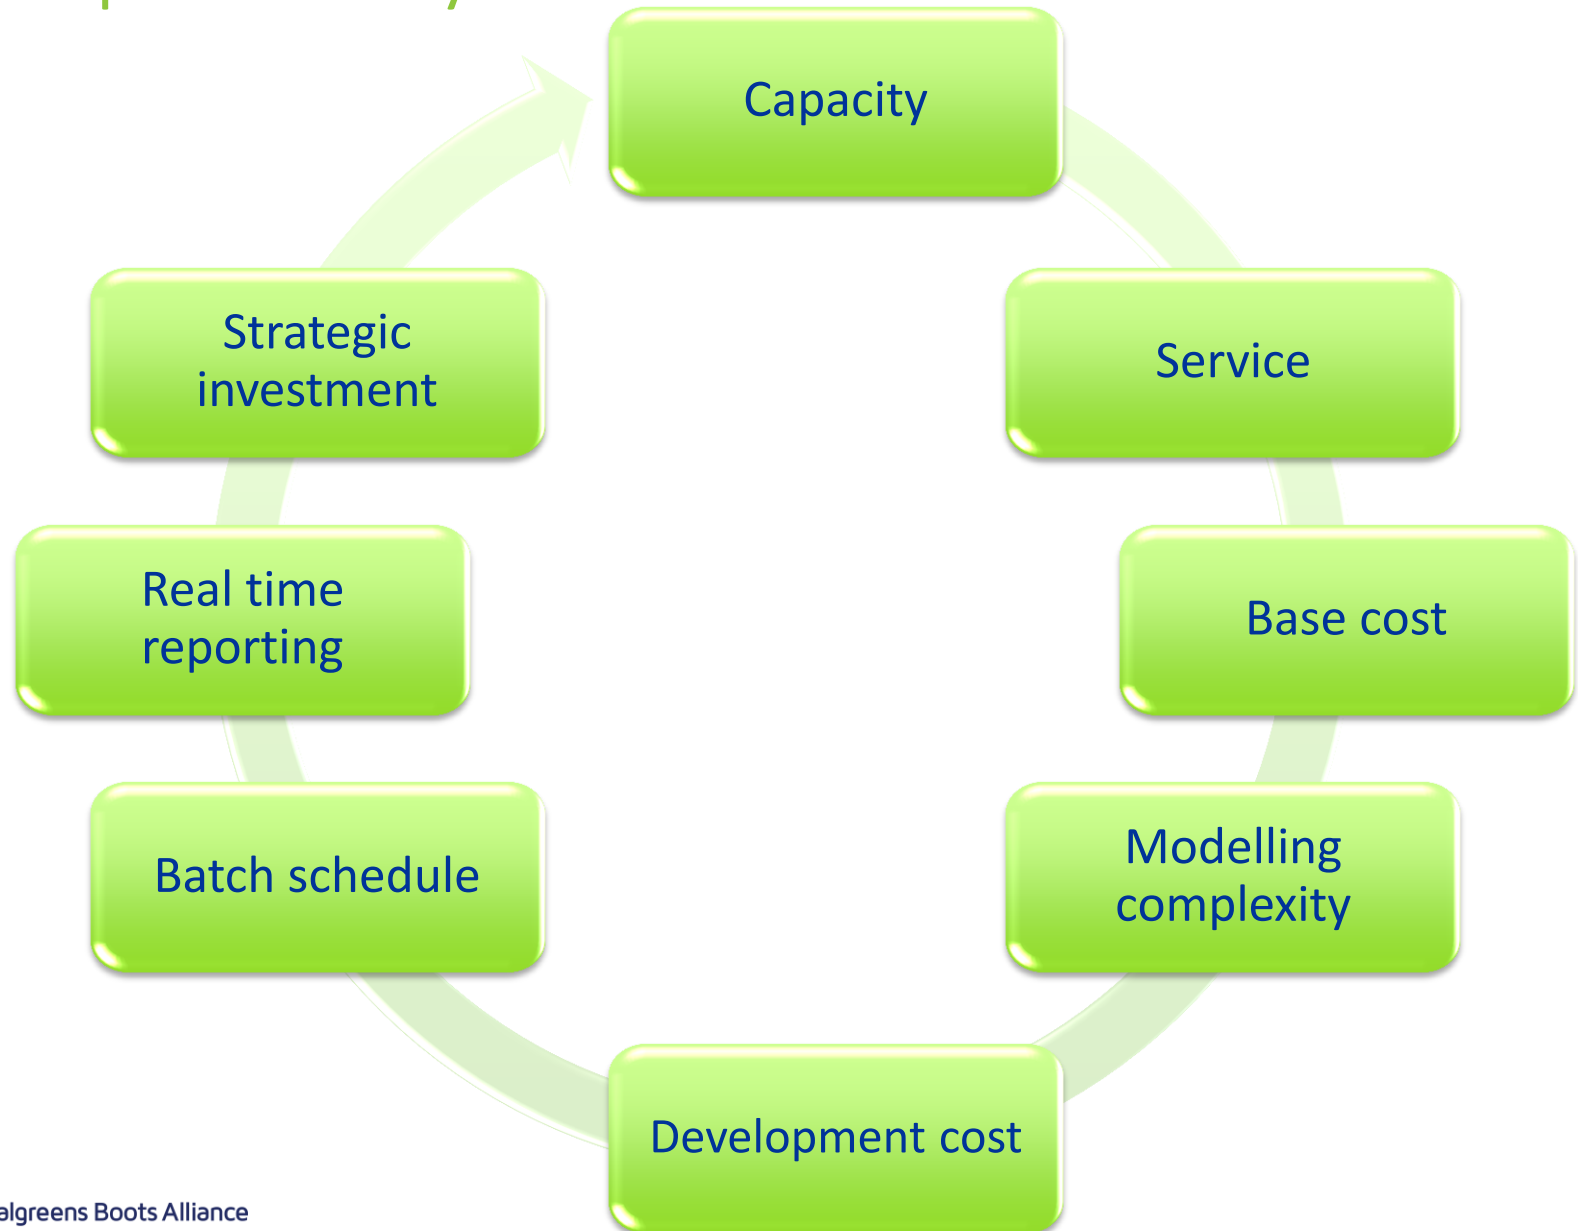 Capacity
Service
Base cost
Modelling
complexity
Development cost
Batch schedule
Real time
reporting
Strategic
investment
algreens Boots Alliance